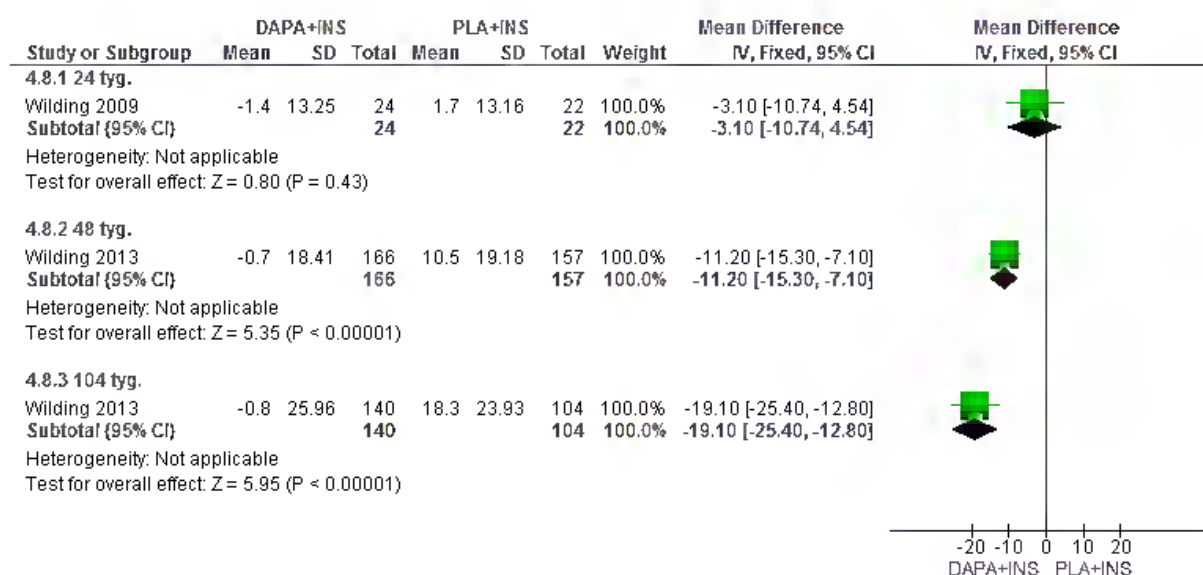 DAPA+INS PLA+INS Mean Difference Mean Difference
Study or Subgroup Mean SD Total Mean SD Total Weight IV, Fixed, 95% CI IV, Fixed, 95% CI
4.8.1 24 tyg.
Wilding 2009 -1.4 13.25 24 1.7 13.16 22 100.0% -3.10 [-10.74, 4.54]
Subtotal (95% CI) 24 22 100.0% -3.10 [-10.74, 4.54]
Heterogeneity: Not applicable
Test for overall effect: Z = 0.80 (P = 0.43)
4.8.2 48 tyg.
Wilding 2013 -0.7 18.41 166 10.5 19.18 157 100.0% -11.20 [-15.30, -7.10]
Subtotal (95% CI) 166 157 100.0% -11.20 [-15.30, -7.10]
Heterogeneity: Not applicable
Test for overall effect: Z = 5.35 (P < 0.00001)
4.8.3 104 tyg.
Wilding 2013 -0.8 25.96 140 18.3 23.93 104 100.0% -19.10 [-25.40, -12.80]
Subtotal (95% CI) 140 104 100.0% -19.10 [-25.40, -12.80]
Heterogeneity: Not applicable
Test for overall effect: Z = 5.95 (P < 0.00001)
-20 -10 0 10 20
DAPA+INS PLA+INS